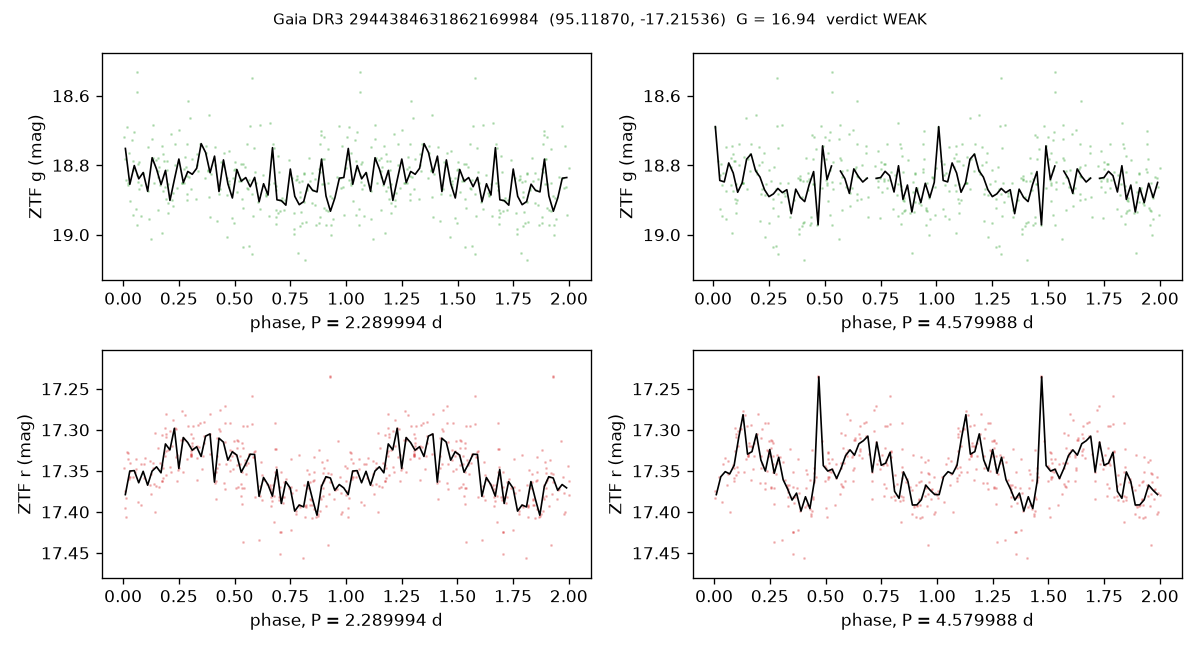 Gaia DR3 2944384631862169984 (95.11870, -17.21536) G = 16.94 verdict WEAK
ZTF g (mag)
18.6
18.8
19.0
0.00 0.25 0.50 0.75 1.00 1.25 1.50 1.75 2.00
phase, P = 2.289994 d
ZTF g (mag)
18.6
18.8
19.0
0.00 0.25 0.50 0.75 1.00 1.25 1.50 1.75 2.00
phase, P = 4.579988 d
ZTF r (mag)
17.25
17.30
17.35
17.40
17.45
0.00 0.25 0.50 0.75 1.00 1.25 1.50 1.75 2.00
phase, P = 2.289994 d
ZTF r (mag)
17.25
17.30
17.35
17.40
17.45
0.00 0.25 0.50 0.75 1.00 1.25 1.50 1.75 2.00
phase, P = 4.579988 d